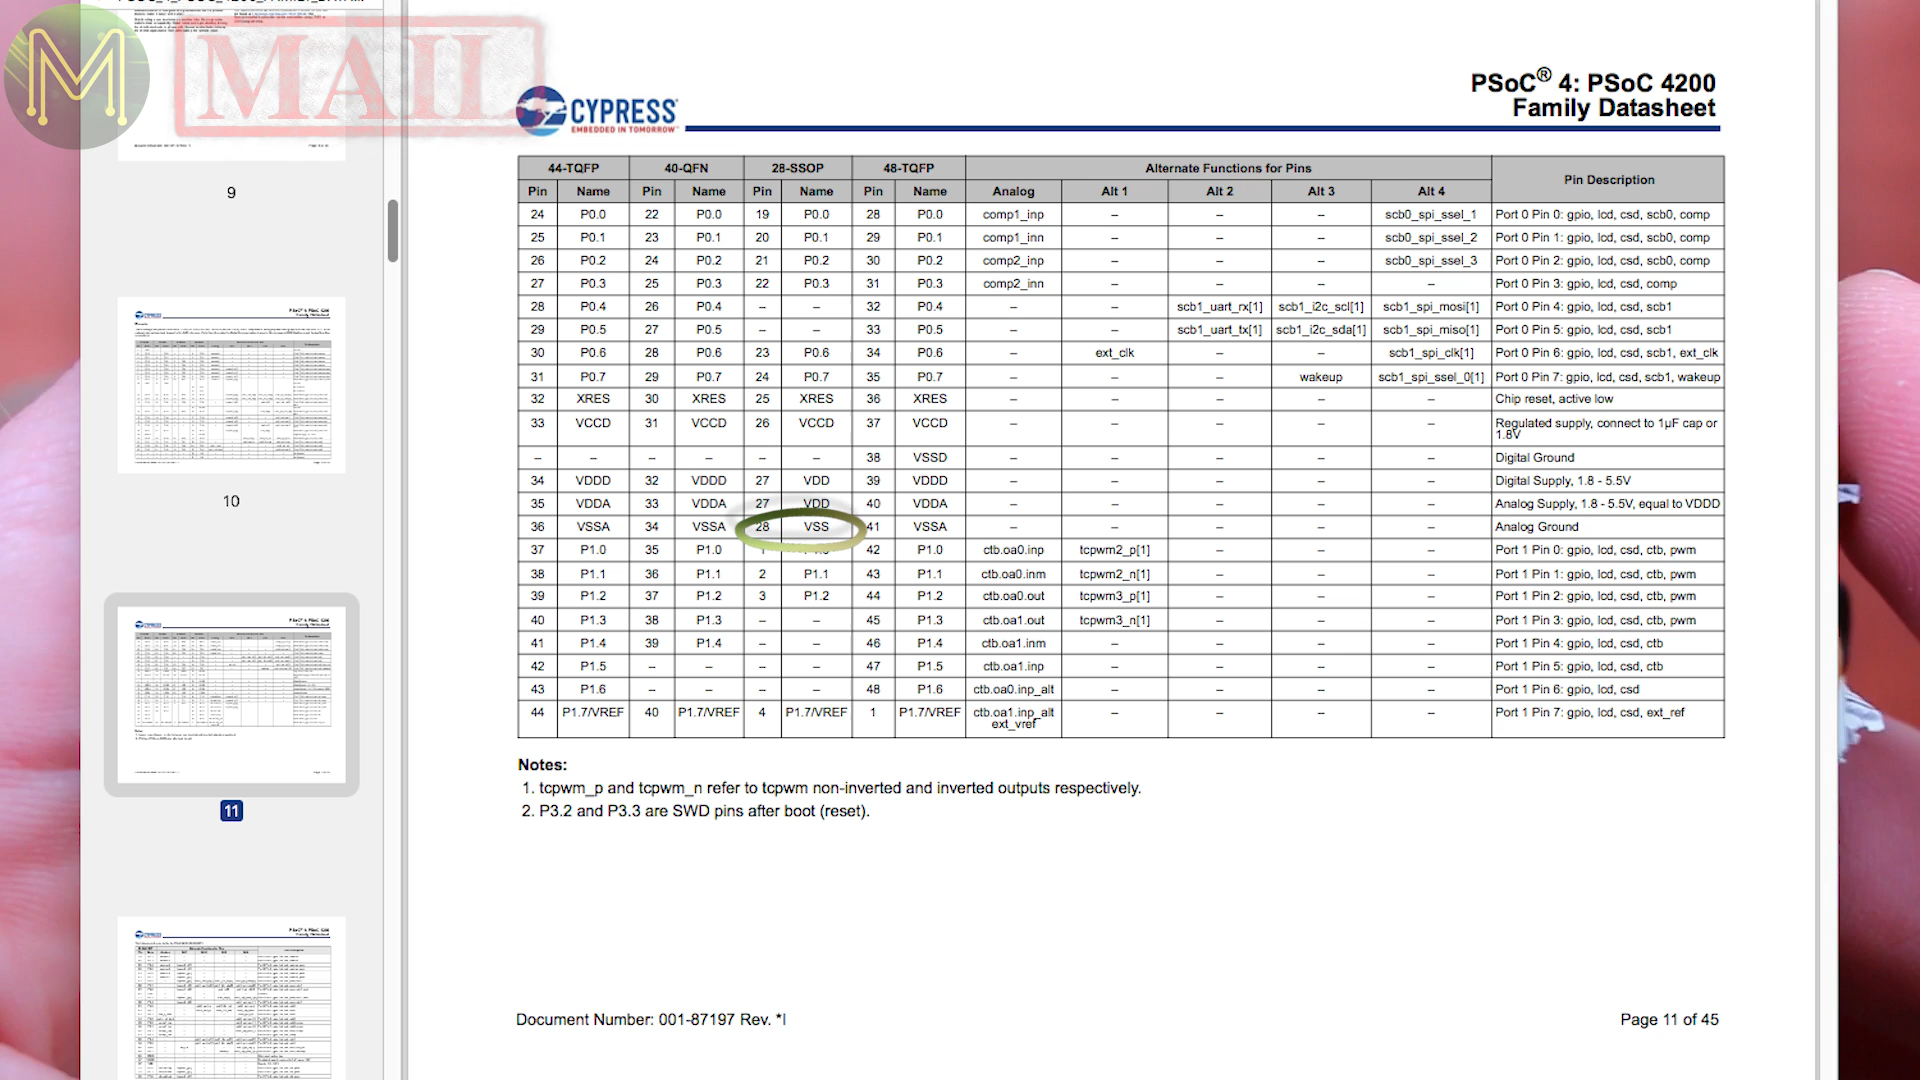 MAIL
CYPRESS
EMBEDDED IN TOMORROW
PSoC® 4: PSoC 4200
Family Datasheet
44-TQFP 40-QFN 28-SSOP 48-TQFP Alternate Functions for Pins Pin Description
Pin Name Pin Name Pin Name Pin Name Analog Alt 1 Alt 2 Alt 3 Alt 4
24 P0.0 22 P0.0 19 P0.0 28 P0.0 comp1_inp – – – scb0_spi_ssel_1 Port 0 Pin 0: gpio, lcd, csd, scb0, comp
25 P0.1 23 P0.1 20 P0.1 29 P0.1 comp1_inn – – – scb0_spi_ssel_2 Port 0 Pin 1: gpio, lcd, csd, scb0, comp
26 P0.2 24 P0.2 21 P0.2 30 P0.2 comp2_inp – – – scb0_spi_ssel_3 Port 0 Pin 2: gpio, lcd, csd, scb0, comp
27 P0.3 25 P0.3 22 P0.3 31 P0.3 comp2_inn – – – – Port 0 Pin 3: gpio, lcd, csd, comp
28 P0.4 26 P0.4 – – 32 P0.4 – – scb1_uart_rx[1] scb1_i2c_scl[1] scb1_spi_mosi[1] Port 0 Pin 4: gpio, lcd, csd, scb1
29 P0.5 27 P0.5 – – 33 P0.5 – – scb1_uart_tx[1] scb1_i2c_sda[1] scb1_spi_miso[1] Port 0 Pin 5: gpio, lcd, csd, scb1
30 P0.6 28 P0.6 23 P0.6 34 P0.6 – ext_clk – – scb1_spi_clk[1] Port 0 Pin 6: gpio, lcd, csd, scb1, ext_clk
31 P0.7 29 P0.7 24 P0.7 35 P0.7 – – – wakeup scb1_spi_ssel_0[1] Port 0 Pin 7: gpio, lcd, csd, scb1, wakeup
32 XRES 30 XRES 25 XRES 36 XRES – – – – – Chip reset, active low
33 VCCD 31 VCCD 26 VCCD 37 VCCD – – – – – Regulated supply, connect to 1µF cap or
1.8V
– – – – – – 38 VSSD – – – – – Digital Ground
34 VDDD 32 VDDD 27 VDD 39 VDDD – – – – – Digital Supply, 1.8 - 5.5V
35 VDDA 33 VDDA 27 VDD 40 VDDA – – – – – Analog Supply, 1.8 - 5.5V, equal to VDDD
36 VSSA 34 VSSA 28 VSS 41 VSSA – – – – – Analog Ground
37 P1.0 35 P1.0 1 42 P1.0 ctb.oa0.inp tcpwm2_p[1] – – – Port 1 Pin 0: gpio, lcd, csd, ctb, pwm
38 P1.1 36 P1.1 2 P1.1 43 P1.1 ctb.oa0.inm tcpwm2_n[1] – – – Port 1 Pin 1: gpio, lcd, csd, ctb, pwm
39 P1.2 37 P1.2 3 P1.2 44 P1.2 ctb.oa0.out tcpwm3_p[1] – – – Port 1 Pin 2: gpio, lcd, csd, ctb, pwm
40 P1.3 38 P1.3 – – 45 P1.3 ctb.oa1.out tcpwm3_n[1] – – – Port 1 Pin 3: gpio, lcd, csd, ctb, pwm
41 P1.4 39 P1.4 – – 46 P1.4 ctb.oa1.inm – – – – Port 1 Pin 4: gpio, lcd, csd, ctb
42 P1.5 – – – – 47 P1.5 ctb.oa1.inp – – – – Port 1 Pin 5: gpio, lcd, csd, ctb
43 P1.6 – – – – 48 P1.6 ctb.oa0.inp_alt – – – – Port 1 Pin 6: gpio, lcd, csd
44 P1.7/VREF 40 P1.7/VREF 4 P1.7/VREF 1 P1.7/VREF ctb.oa1.inp_alt – – – – Port 1 Pin 7: gpio, lcd, csd, ext_ref
ext_vref
Notes:
1. tcpwm_p and tcpwm_n refer to tcpwm non-inverted and inverted outputs respectively.
2. P3.2 and P3.3 are SWD pins after boot (reset).
Document Number: 001-87197 Rev. *I
Page 11 of 45
9
10
11